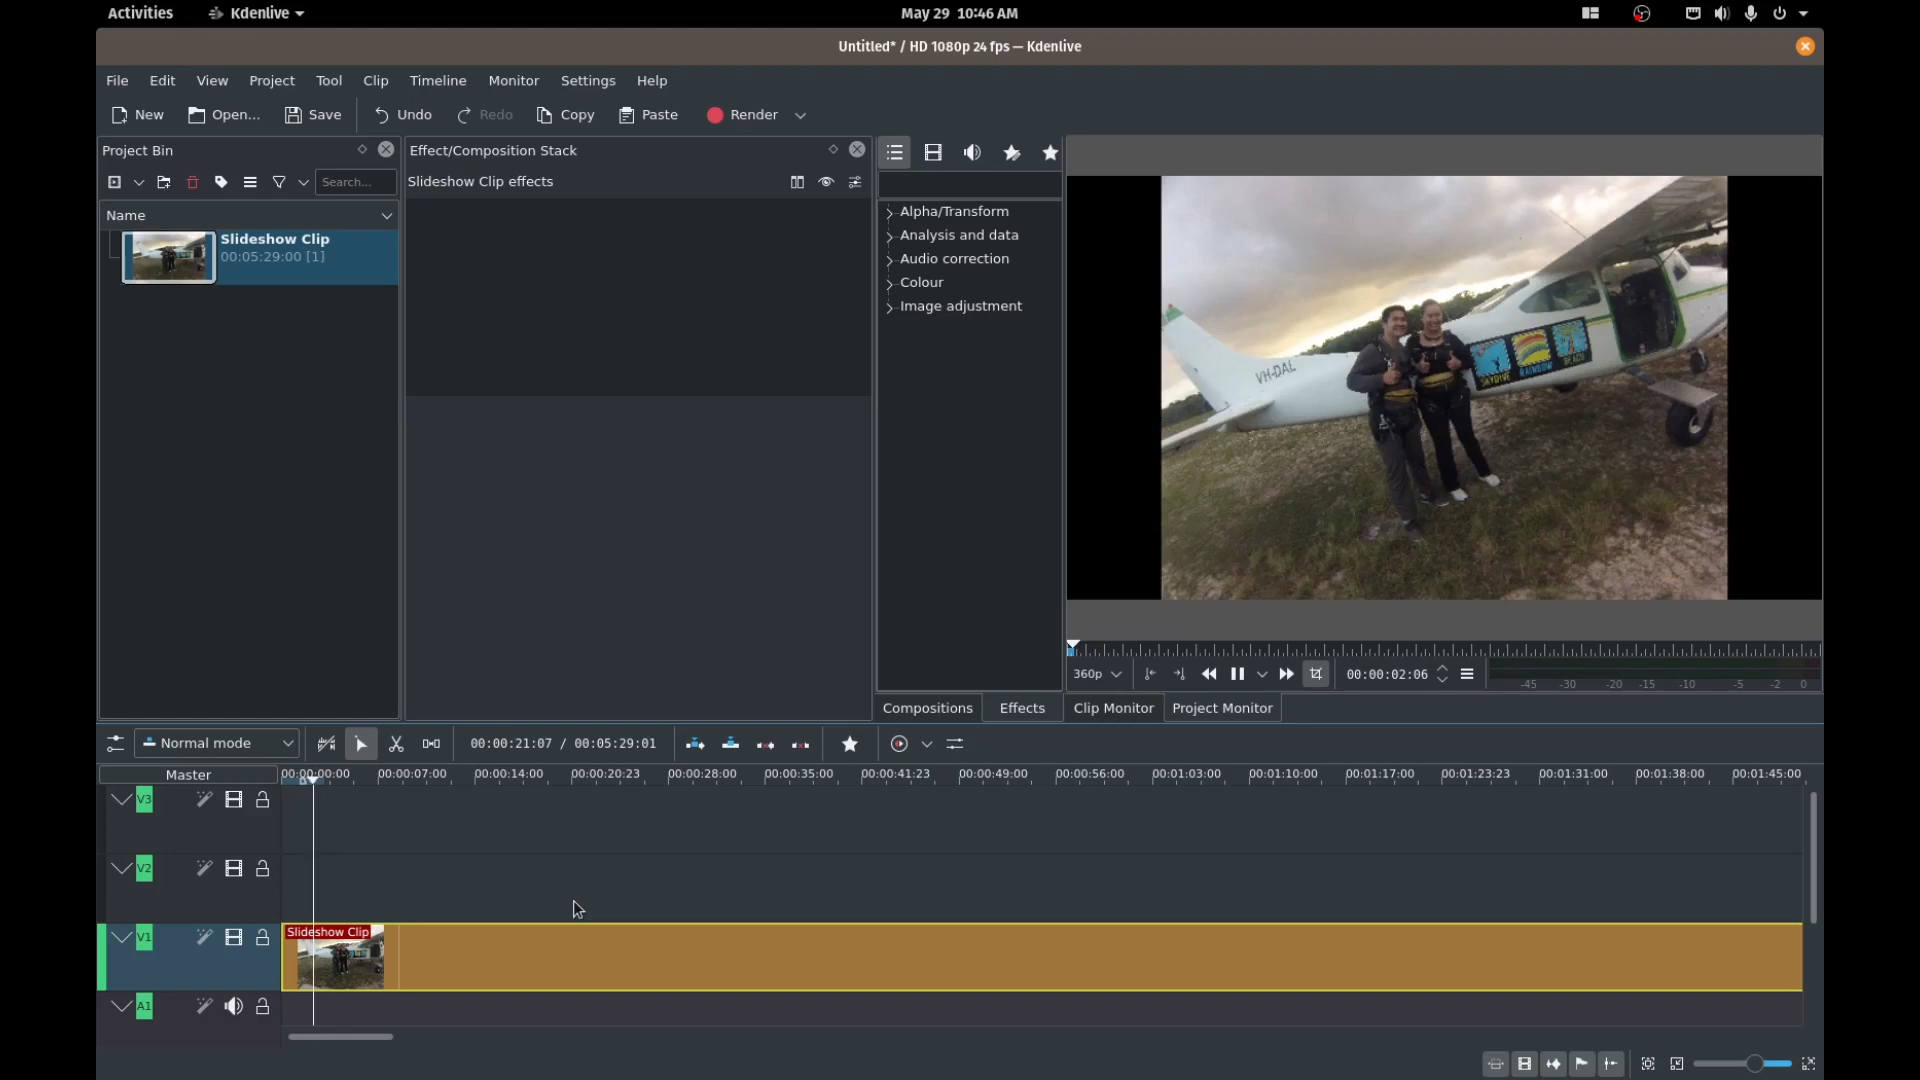 Activities
Kdenlive
May 29 10:46 AM
Untitled* / HD 1080p 24 fps — Kdenlive
File Edit View Project Tool Clip Timeline Monitor Settings Help
New Open... Save Undo Redo Copy Paste Render
Project Bin
Effect/Composition Stack
Search...
Slideshow Clip effects
Name
Slideshow Clip
00:05:29:00 [1]
Alpha/Transform
Analysis and data
Audio correction
Colour
Image adjustment
VH-DAL
SKYDIVE RAINBOW BEACH
360p
00:00:02:06
-45 -30 -20 -15 -10 -5 -2 0
Compositions Effects Clip Monitor Project Monitor
Normal mode
00:00:21:07 / 00:05:29:01
Master
00:00:00:00 00:00:07:00 00:00:14:00 00:00:20:23 00:00:28:00 00:00:35:00 00:00:41:23 00:00:49:00 00:00:56:00 00:01:03:00 00:01:10:00 00:01:17:00 00:01:23:23 00:01:31:00 00:01:38:00 00:01:45:00
V3
V2
V1
Slideshow Clip
A1